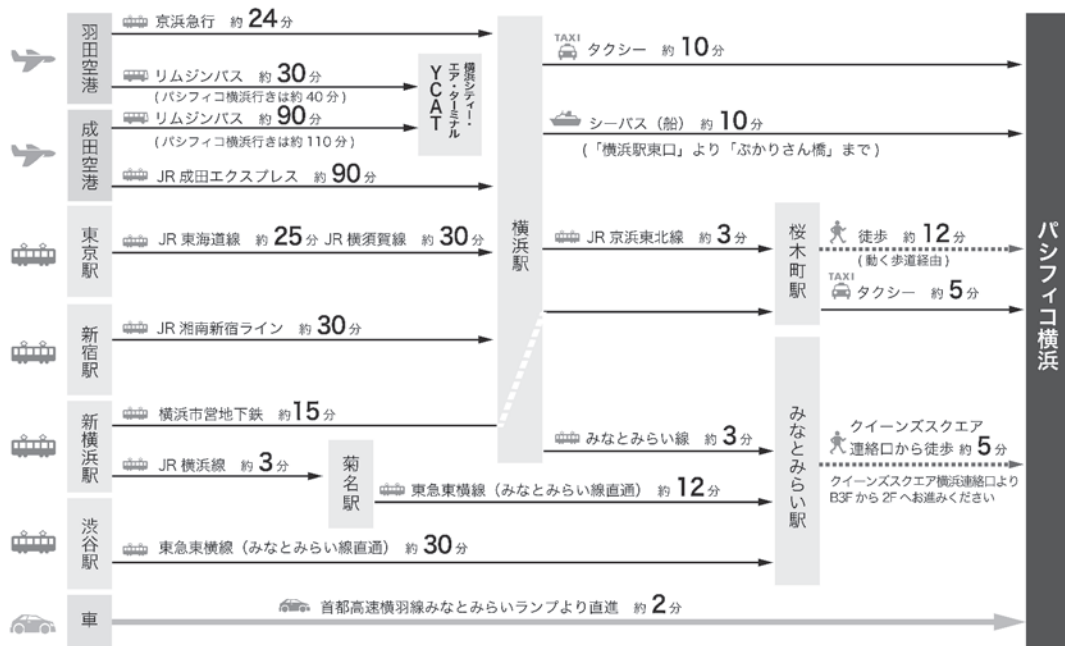 羽田空港
京浜急行 約24分
リムジンバス 約30分
(パシフィコ横浜行きは約40分)
成田空港
リムジンバス 約90分
(パシフィコ横浜行きは約110分)
JR成田エクスプレス 約90分
横浜シティー・
エア・ターミナル
YCAT
東京駅
JR東海道線 約25分 JR横須賀線 約30分
新宿駅
JR湘南新宿ライン 約30分
新横浜駅
横浜市営地下鉄 約15分
JR横浜線 約3分
菊名駅
東急東横線（みなとみらい線直通） 約12分
渋谷駅
東急東横線（みなとみらい線直通） 約30分
車
首都高速横羽線みなとみらいランプより直進 約2分
横浜駅
TAXI
タクシー 約10分
シーバス（船） 約10分
(「横浜駅東口」より「ぷかりさん橋」まで)
JR京浜東北線 約3分
桜木町駅
徒歩 約12分
(動く歩道経由)
TAXI
タクシー 約5分
みなとみらい線 約3分
みなとみらい駅
クイーンズスクエア
連絡口から徒歩 約5分
クイーンズスクエア横浜連絡口より
B3Fから2Fへお進みください
パシフィコ横浜